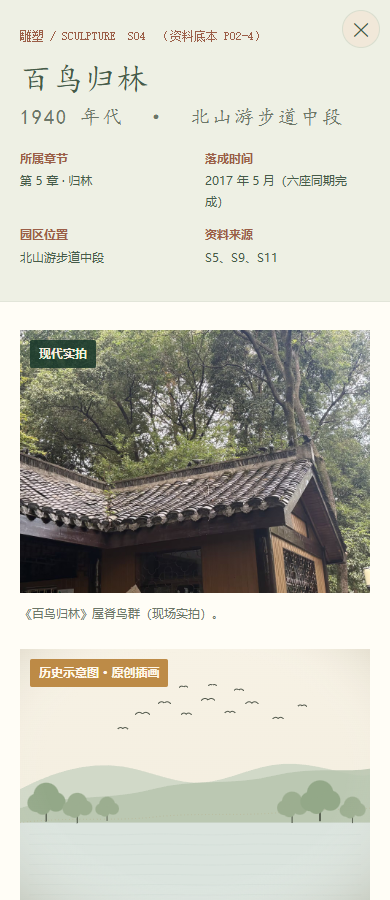 雕塑 / SCULPTURE S04 （资料底本 P02-4）
百鸟归林
1940 年代 • 北山游步道中段
所属章节
第 5 章 · 归林
落成时间
2017 年 5 月（六座同期完
成）
园区位置
北山游步道中段
资料来源
S5、S9、S11
现代实拍
《百鸟归林》屋脊鸟群（现场实拍）。
历史示意图 · 原创插画